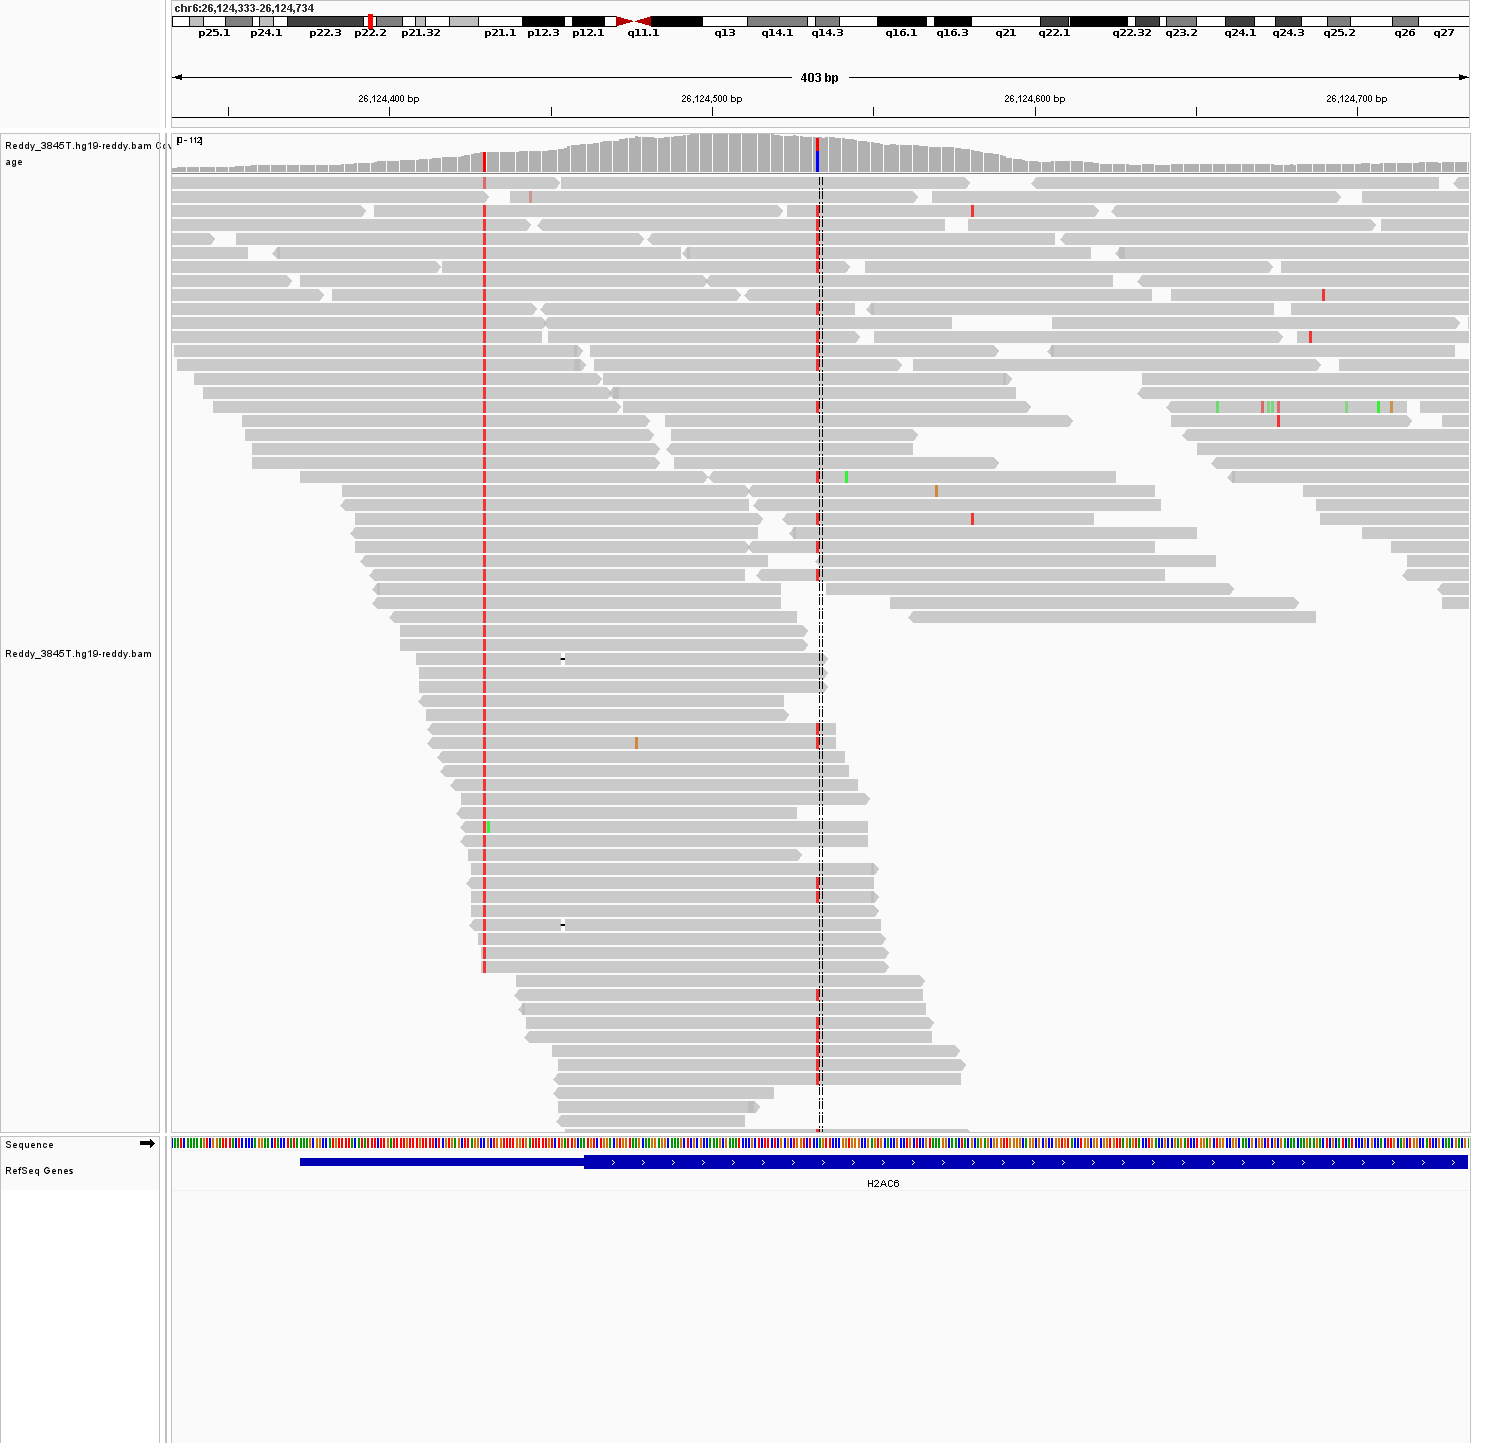 chr6:26,124,333-26,124,734
p25.1 p24.1 p22.3 p22.2 p21.32 p21.1 p12.3 p12.1 q11.1 q13 q14.1 q14.3 q16.1 q16.3 q21 q22.1 q22.32 q23.2 q24.1 q24.3 q25.2 q26 q27
403 bp
26,124,400 bp 26,124,500 bp 26,124,600 bp 26,124,700 bp
Reddy_3845T.hg19-reddy.bam Cov
age
[0 - 112]
Reddy_3845T.hg19-reddy.bam
Sequence
RefSeq Genes
H2AC6